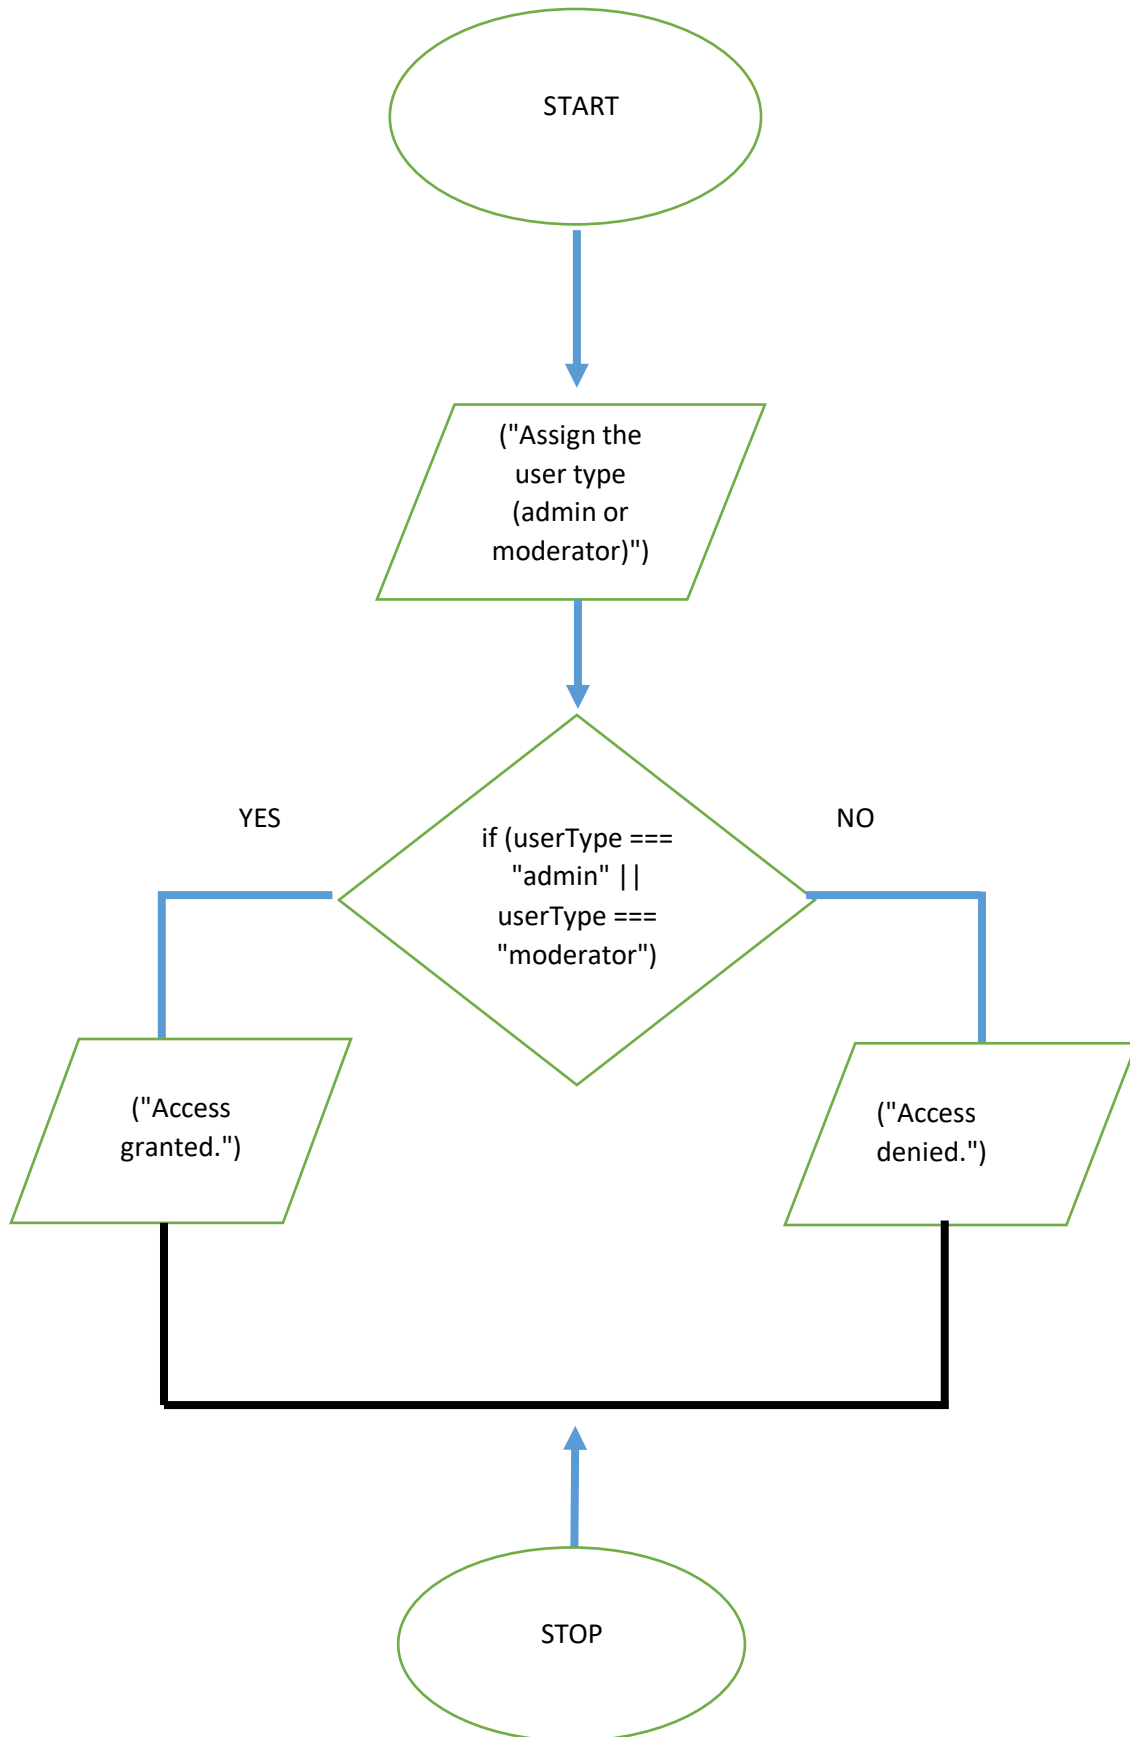 START
("Assign the
user type
(admin or
moderator)")
YES
NO
if (userType ===
"admin" ||
userType ===
"moderator")
("Access
granted.")
("Access
denied.")
STOP